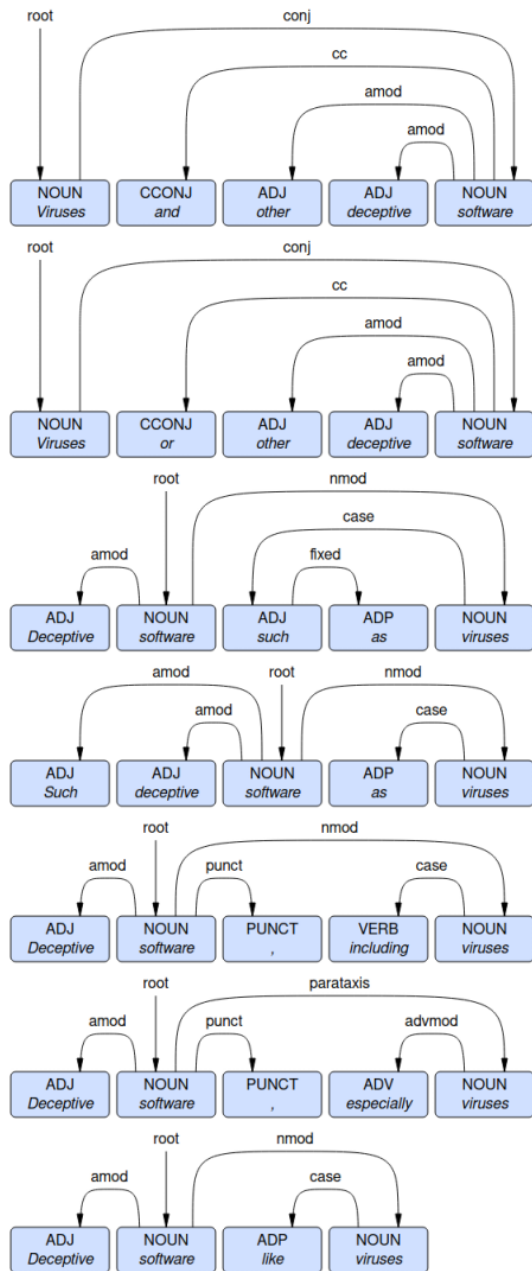 root conj
cc
amod
amod
NOUN CCONJ ADJ ADJ NOUN
Viruses and other deceptive software
root conj
cc
amod
amod
NOUN CCONJ ADJ ADJ NOUN
Viruses or other deceptive software
root nmod
case
amod fixed
ADJ NOUN ADJ ADP NOUN
Deceptive software such as viruses
amod root nmod
amod case
ADJ ADJ NOUN ADP NOUN
Such deceptive software as viruses
root nmod
amod punct case
ADJ NOUN PUNCT VERB NOUN
Deceptive software , including viruses
root parataxis
amod punct advmod
ADJ NOUN PUNCT ADV NOUN
Deceptive software , especially viruses
root nmod
amod case
ADJ NOUN ADP NOUN
Deceptive software like viruses